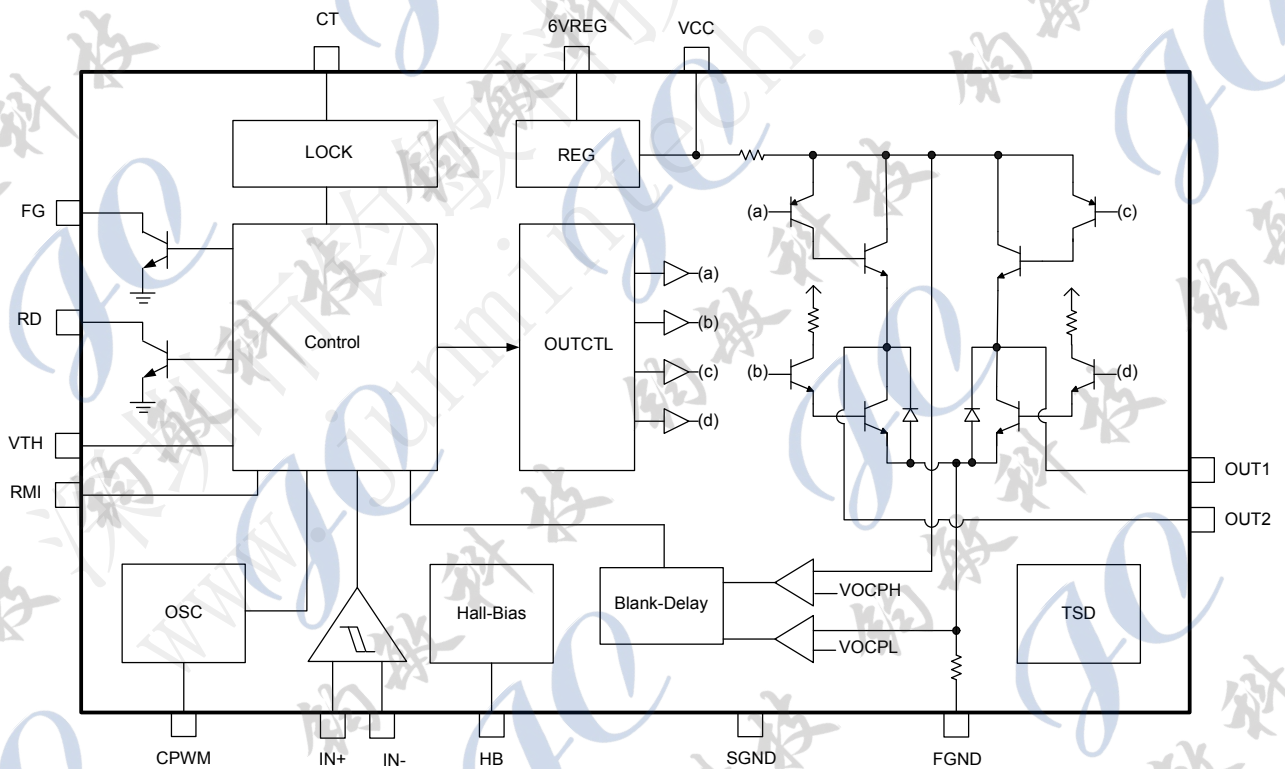 CT
6VREG
VCC
LOCK
REG
FG
(a)
(c)
(a)
RD
Control
OUTCTL
(b)
(c)
(b)
(d)
(d)
VTH
RMI
OUT1
OUT2
OSC
Hall-Bias
Blank-Delay
VOCPH
VOCPL
TSD
CPWM
IN+
IN-
HB
SGND
FGND